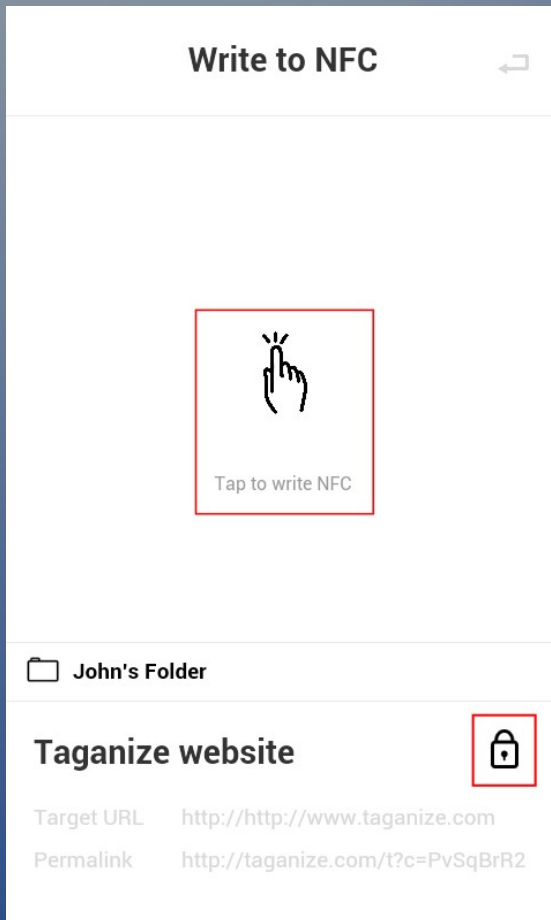 Write to NFC
Tap to write NFC
John's Folder
Taganize website
Target URL http://http://www.taganize.com
Permalink http://taganize.com/t?c=PvSqBrR2